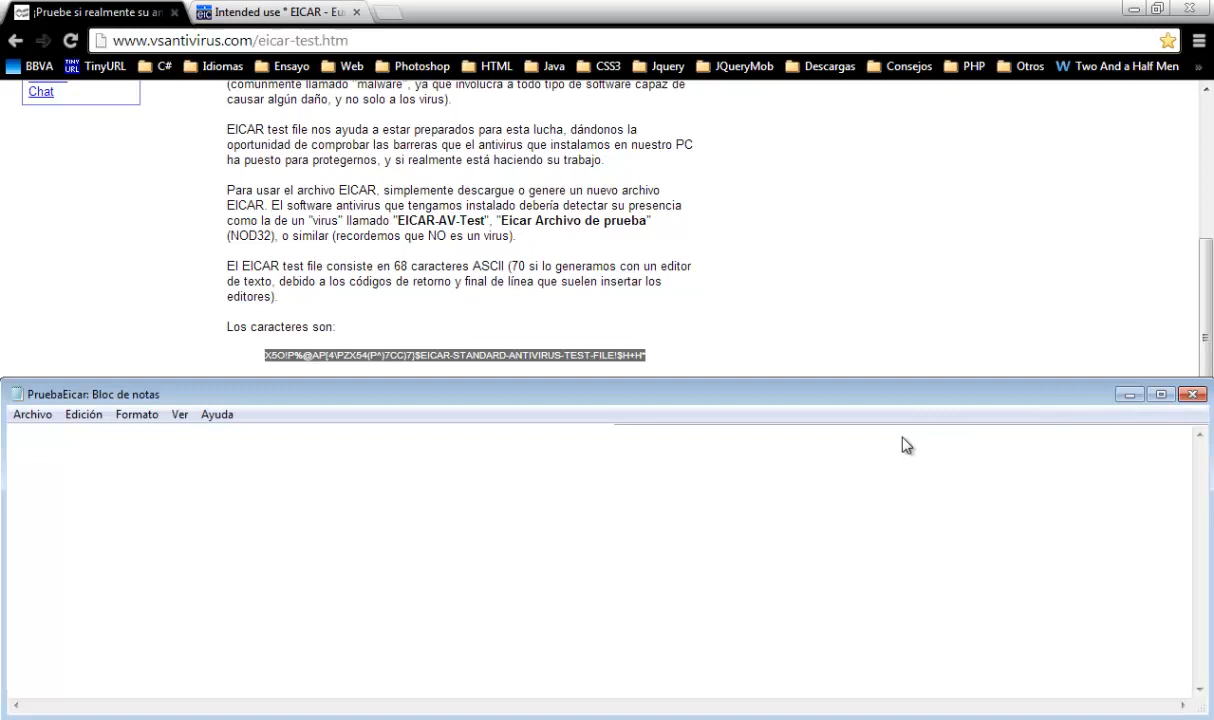 ¡Pruebe si realmente su an
Intended use * EICAR - Eu
www.vsantivirus.com/eicar-test.htm
BBVA TinyURL C# Idiomas Ensayo Web Photoshop HTML Java CSS3 Jquery JQueryMob Descargas Consejos PHP Otros W Two And a Half Men »
Chat
(comúnmente llamado "malware", ya que involucra a todo tipo de software capaz de
causar algún daño, y no solo a los virus).
EICAR test file nos ayuda a estar preparados para esta lucha, dándonos la
oportunidad de comprobar las barreras que el antivirus que instalamos en nuestro PC
ha puesto para protegernos, y si realmente está haciendo su trabajo.
Para usar el archivo EICAR, simplemente descargue o genere un nuevo archivo
EICAR. El software antivirus que tengamos instalado debería detectar su presencia
como la de un "virus" llamado "EICAR-AV-Test", "Eicar Archivo de prueba"
(NOD32), o similar (recordemos que NO es un virus).
El EICAR test file consiste en 68 caracteres ASCII (70 si lo generamos con un editor
de texto, debido a los códigos de retorno y final de línea que suelen insertar los
editores).
Los caracteres son:
X5O!P%@AP[4\PZX54(P^)7CC)7}$EICAR-STANDARD-ANTIVIRUS-TEST-FILE!$H+H*
PruebaEicar: Bloc de notas
Archivo Edición Formato Ver Ayuda